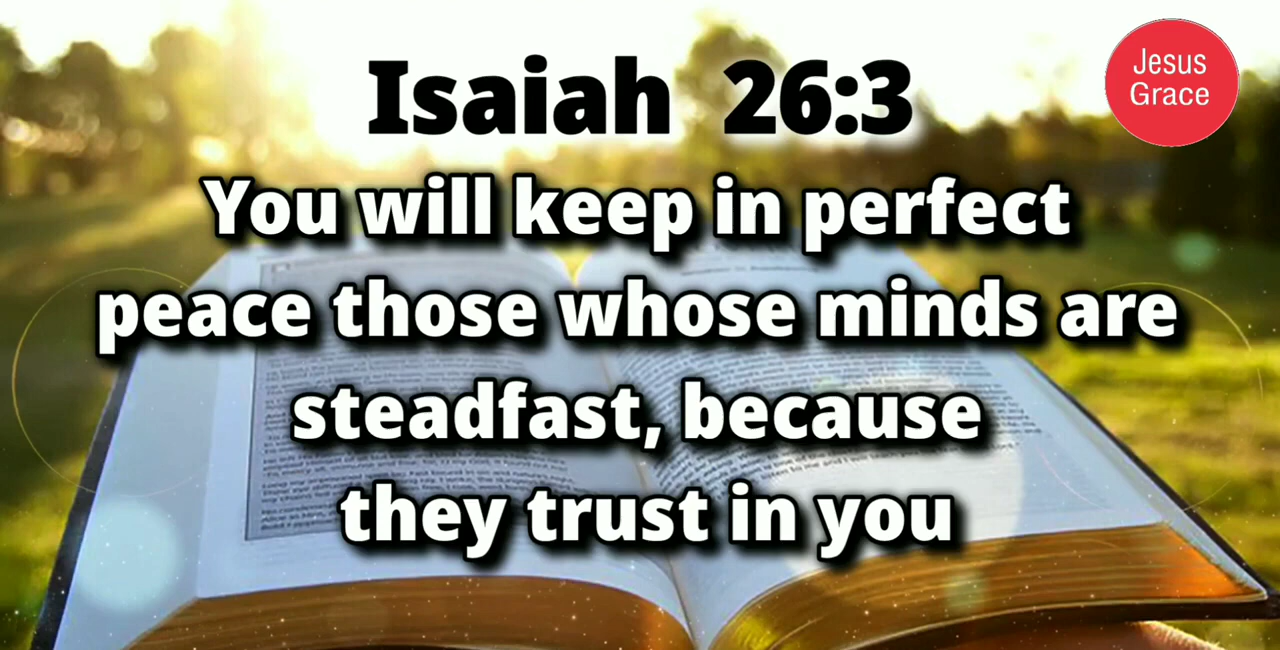 Isaiah 26:3
Jesus
Grace
You will keep in perfect
peace those whose minds are
steadfast, because
they trust in you